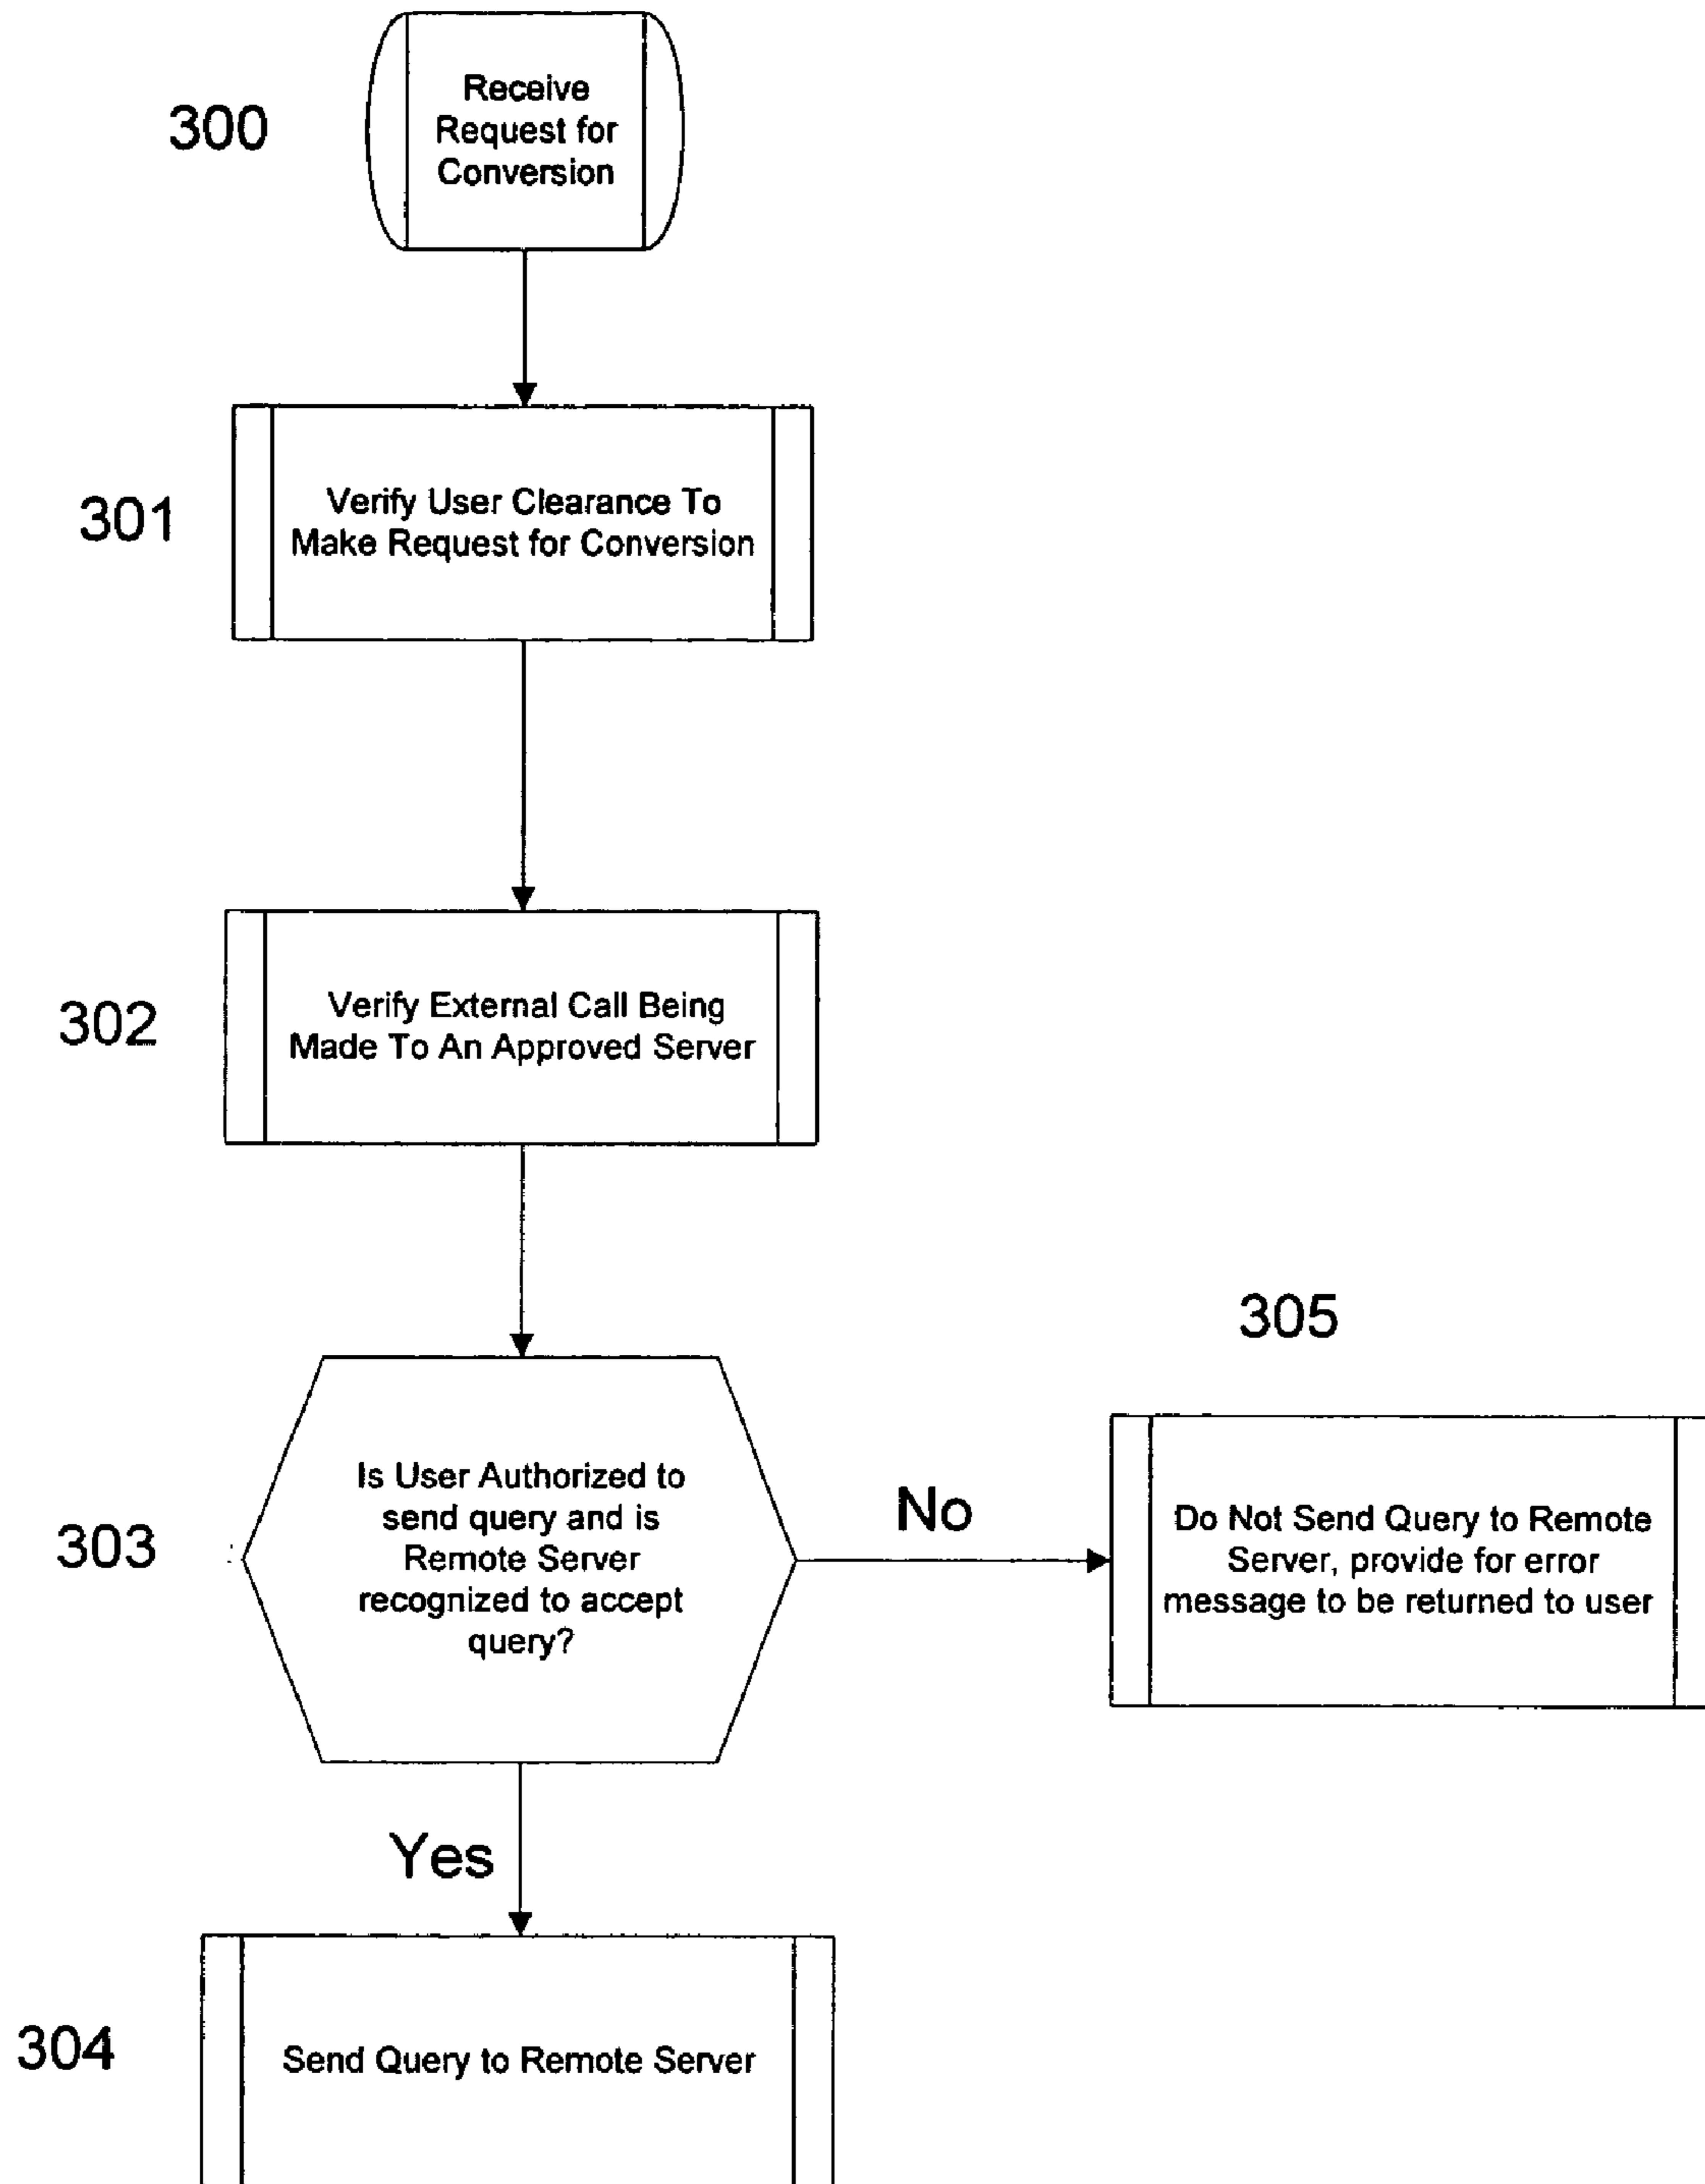 300
Receive
Request for
Conversion
301
Verify User Clearance To
Make Request for Conversion
302
Verify External Call Being
Made To An Approved Server
303
Is User Authorized to
send query and is
Remote Server
recognized to accept
query?
No
305
Do Not Send Query to Remote
Server, provide for error
message to be returned to user
Yes
304
Send Query to Remote Server